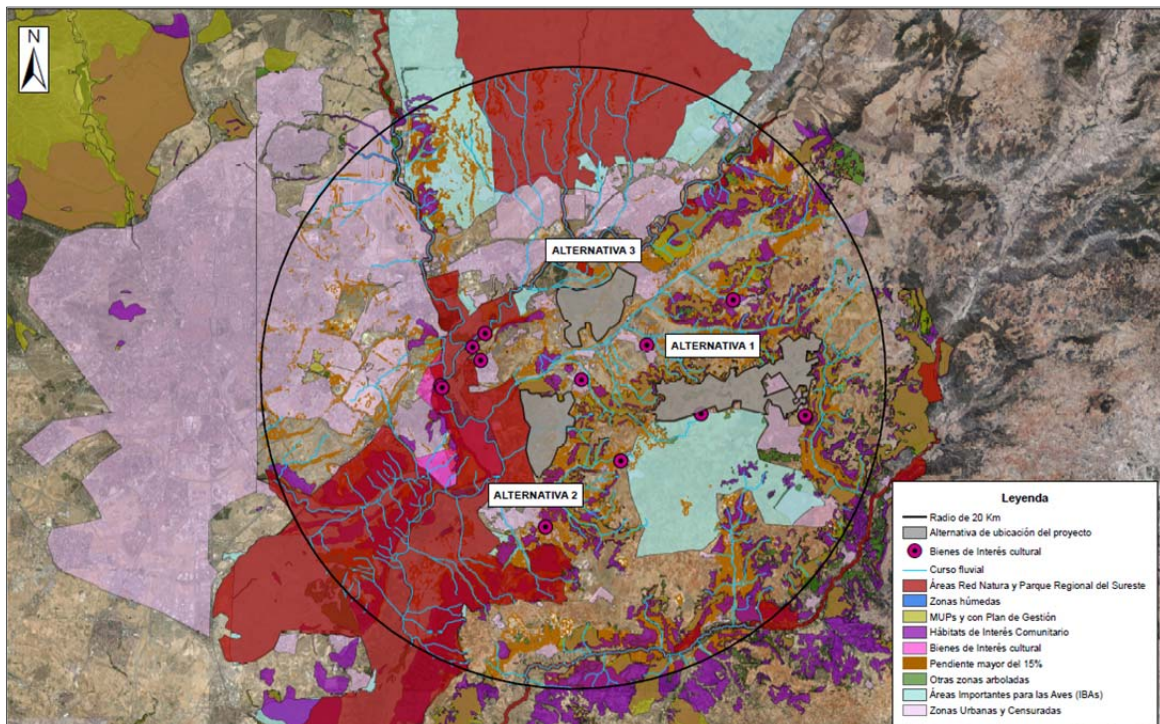 N
ALTERNATIVA 3
ALTERNATIVA 1
ALTERNATIVA 2
Leyenda
Radio de 20 Km
Alternativa de ubicación del proyecto
Bienes de Interés cultural
Curso fluvial
Áreas Red Natura y Parque Regional del Sureste
Zonas húmedas
MUPs y con Plan de Gestión
Hábitats de Interés Comunitario
Bienes de Interés cultural
Pendiente mayor del 15%
Otras zonas arboladas
Áreas Importantes para las Aves (IBAs)
Zonas Urbanas y Censuradas